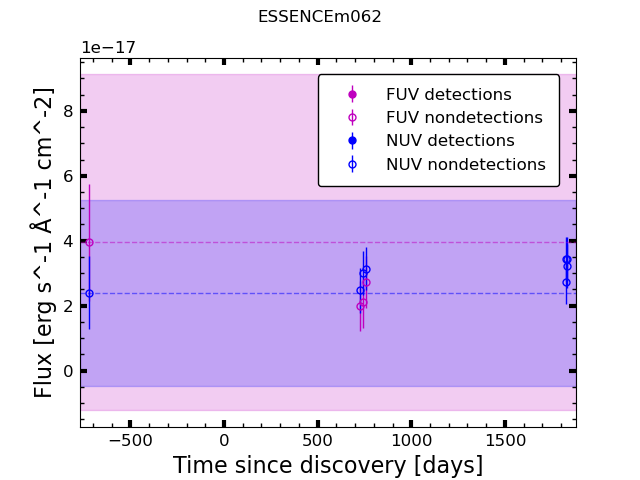 ESSENCEm062
1e−17
FUV detections
FUV nondetections
NUV detections
NUV nondetections
8
6
4
2
0
Flux [erg s^-1 Å^-1 cm^-2]
−500
0
500
1000
1500
Time since discovery [days]